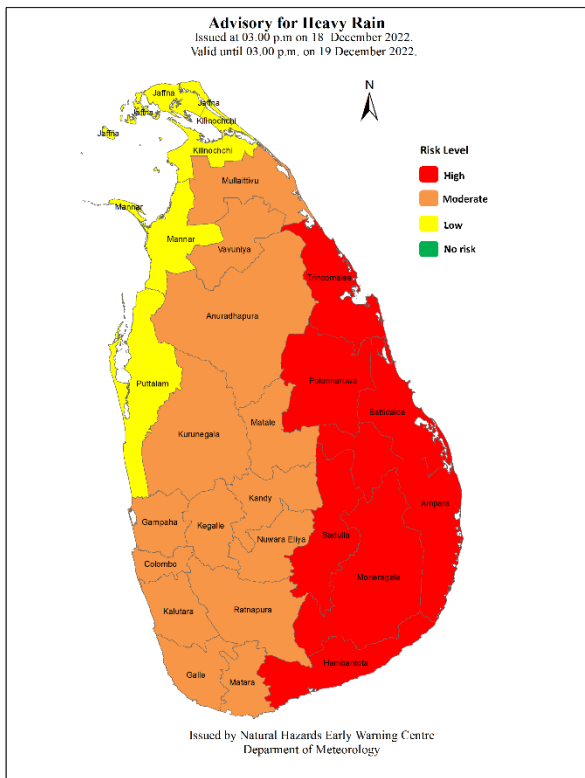 Advisory for Heavy Rain
Issued at 03.00 p.m on 18 December 2022.
Valid until 03.00 p.m. on 19 December 2022.
N
Jaffna
Jaffna
Jaffna
Kilinochchi
Jaffna
Kilinochchi
Mullaittivu
Mannar
Mannar
Vavuniya
Trincomalee
Anuradhapura
Polonnaruwa
Puttalam
Batticaloa
Matale
Kurunegala
Kandy
Ampara
Gampaha
Kegalle
Nuwara Eliya
Badulla
Colombo
Moneragala
Kalutara
Ratnapura
Hambantota
Galle
Matara
Risk Level
High
Moderate
Low
No risk
Issued by Natural Hazards Early Warning Centre
Deparment of Meteorology